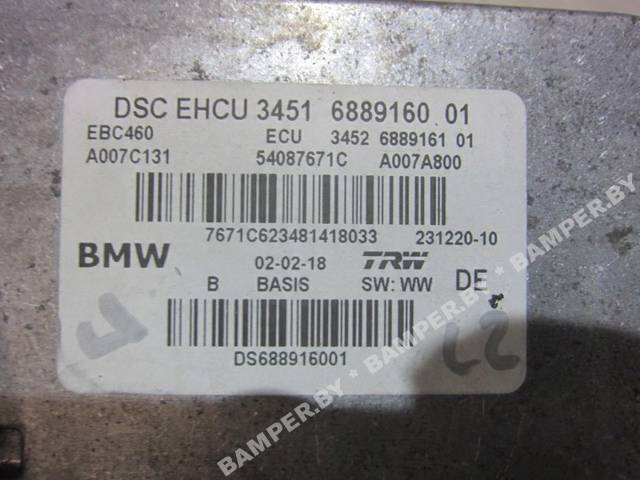 DSC EHCU 3451 6889160 01
EBC460 ECU 3452 6889161 01
A007C131 54087671C A007A800
7671C623481418033 231220-10
BMW 02-02-18 TRW DE
B BASIS SW: WW
DS688916001
BAMPER.BY * BAMPER.BY * BAMPER.BY